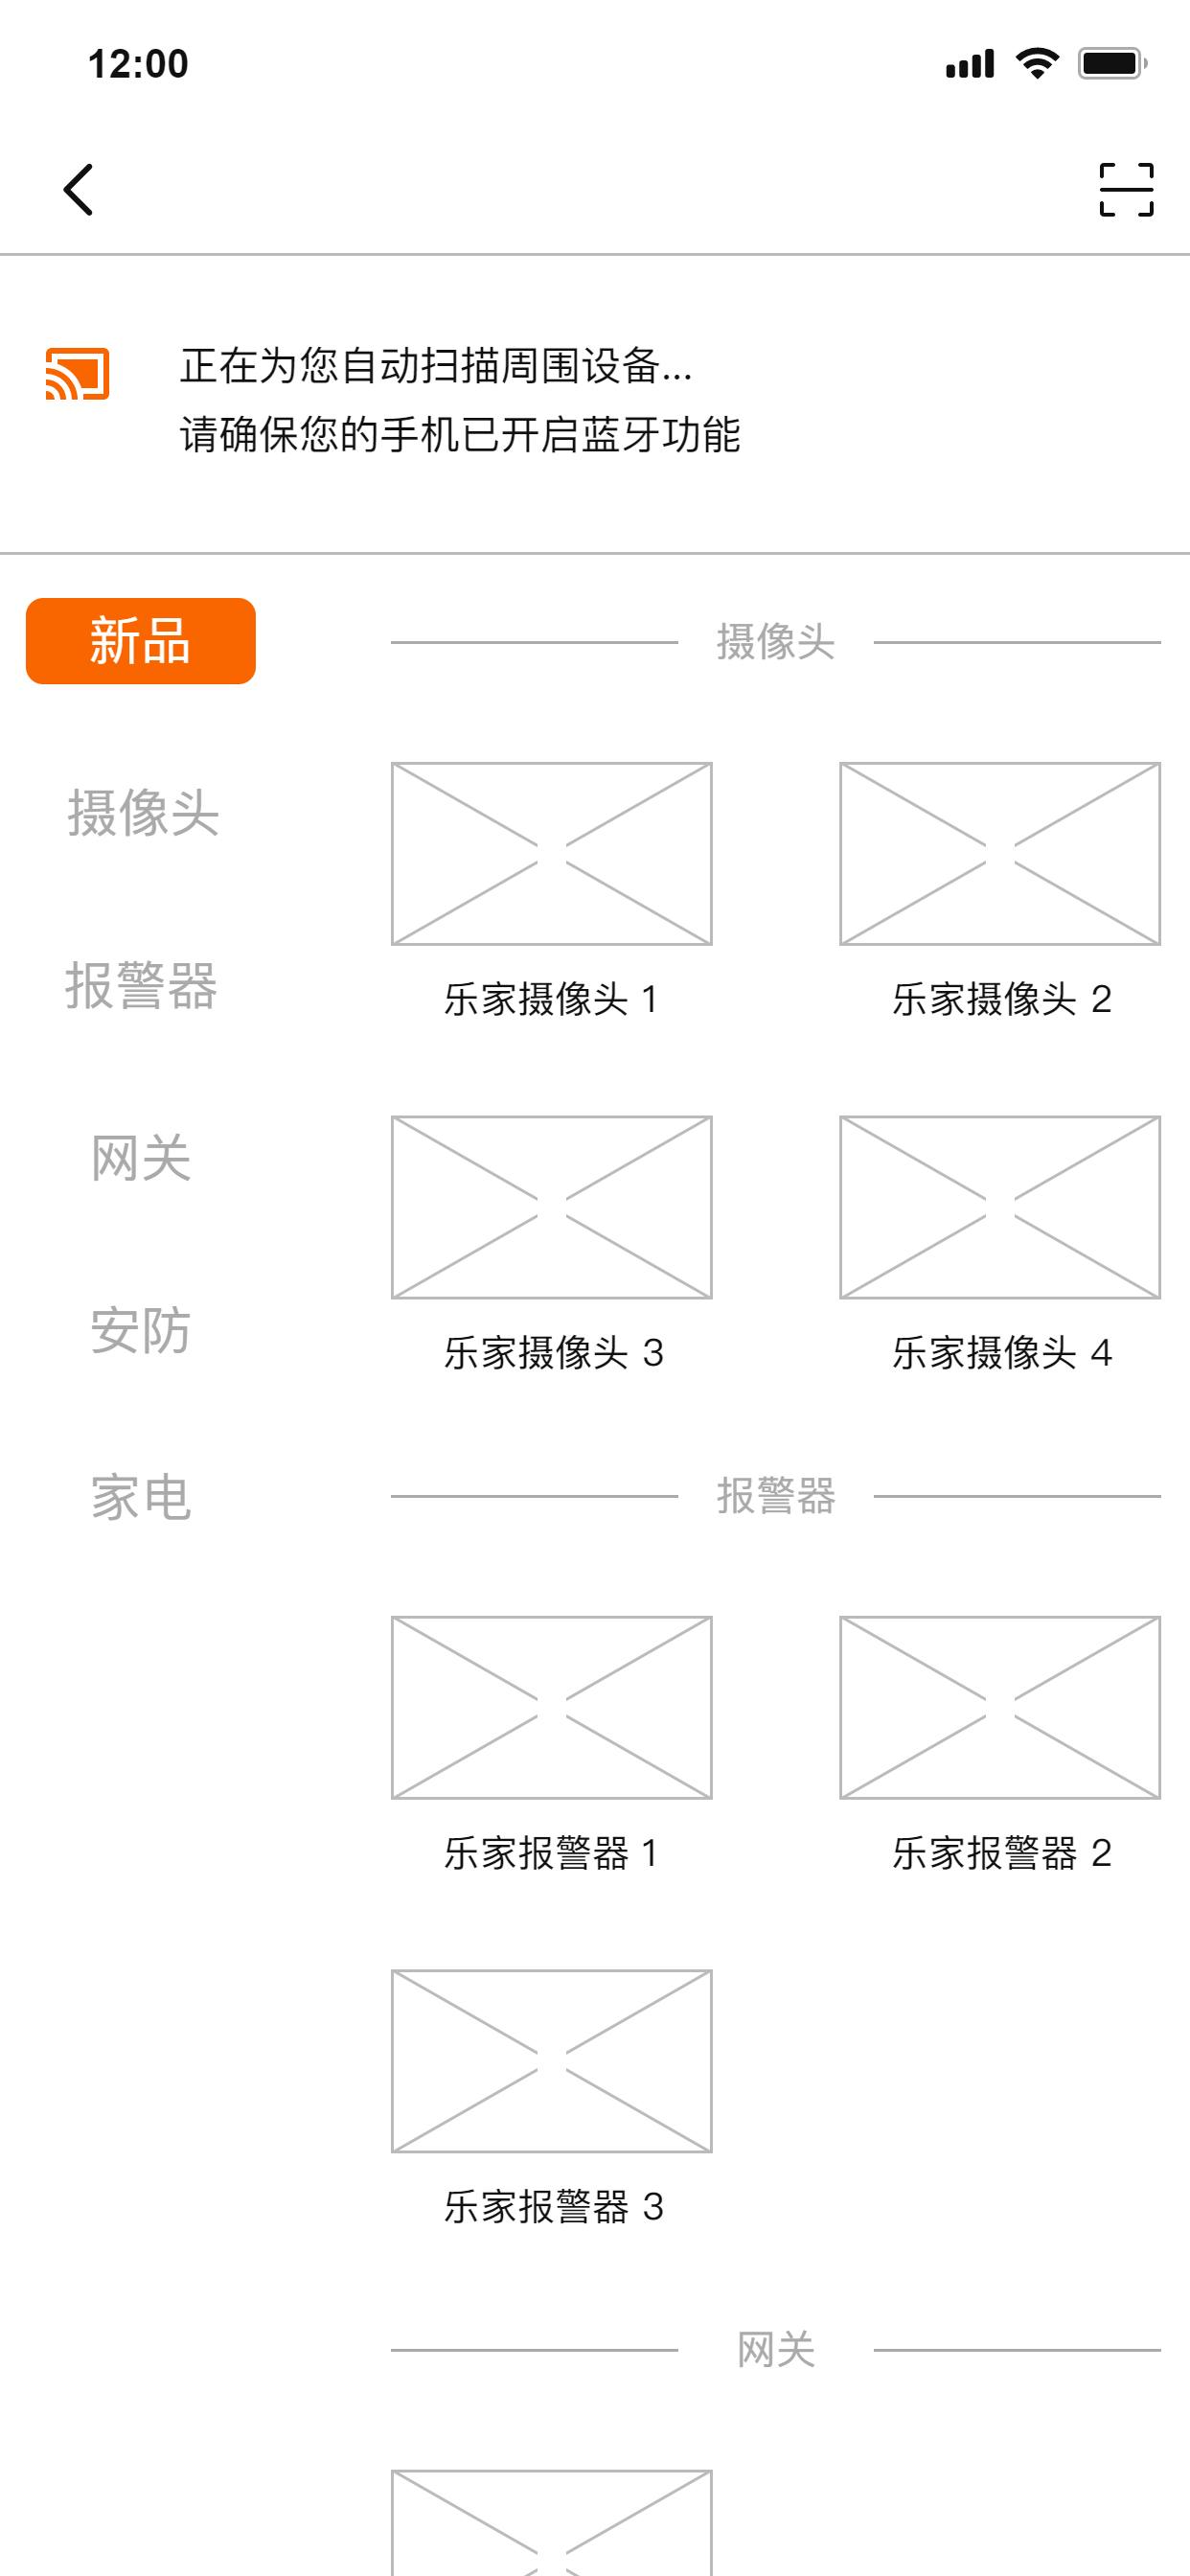 12:00
正在为您自动扫描周围设备...
请确保您的手机已开启蓝牙功能
新品
摄像头
报警器
网关
安防
家电
摄像头
乐家摄像头 1
乐家摄像头 2
乐家摄像头 3
乐家摄像头 4
报警器
乐家报警器 1
乐家报警器 2
乐家报警器 3
网关